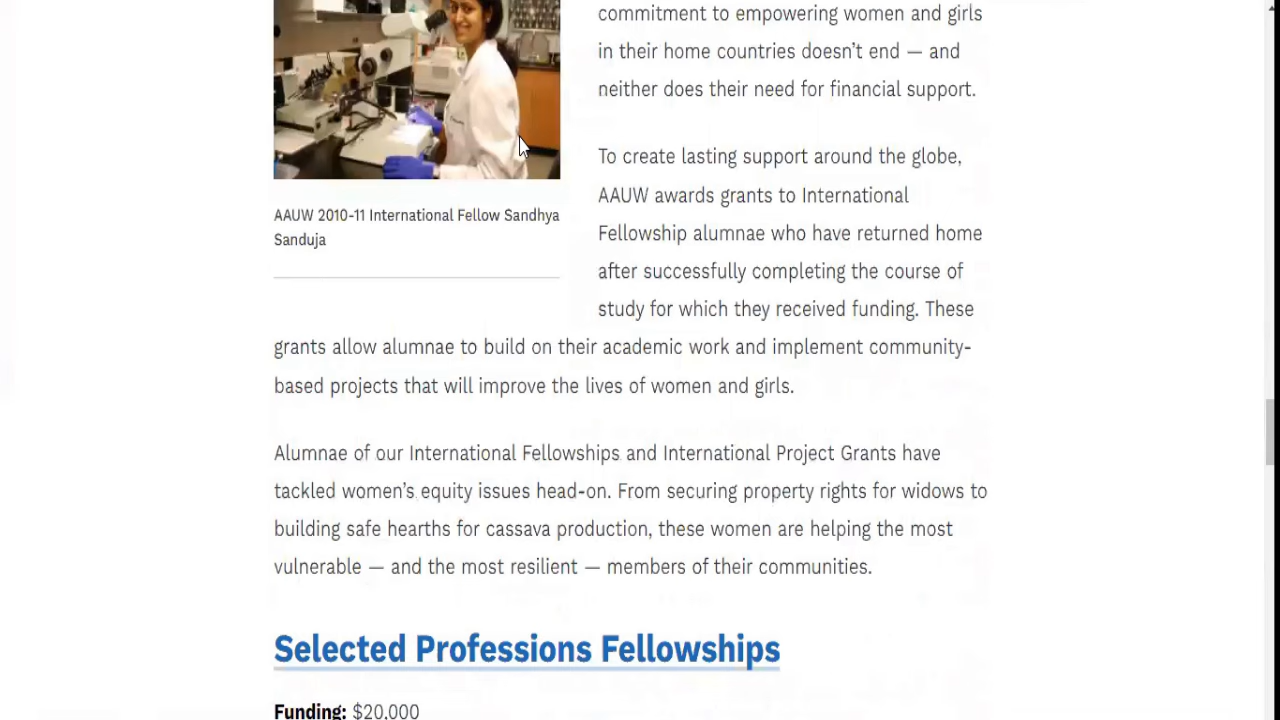 commitment to empowering women and girls
in their home countries doesn’t end — and
neither does their need for financial support.
AAUW 2010-11 International Fellow Sandhya
Sanduja
To create lasting support around the globe,
AAUW awards grants to International
Fellowship alumnae who have returned home
after successfully completing the course of
study for which they received funding. These
grants allow alumnae to build on their academic work and implement community-
based projects that will improve the lives of women and girls.
Alumnae of our International Fellowships and International Project Grants have
tackled women’s equity issues head-on. From securing property rights for widows to
building safe hearths for cassava production, these women are helping the most
vulnerable — and the most resilient — members of their communities.
Selected Professions Fellowships
Funding: $20,000